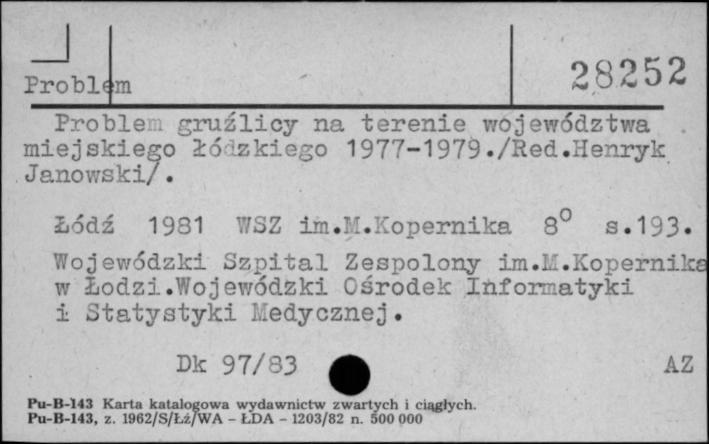 28252
Problem
Problem gruźlicy na terenie województwa
miejskiego łódzkiego 1977-1979./Red.Henryk
Janowski/.
Łódź 1981 WSZ im.M.Kopernika 8° s.193.
Wojewódzki Szpital Zespolony im.M.Kopernika
w Łodzi.Wojewódzki Ośrodek Informatyki
i Statystyki Medycznej.
Dk 97/83 AZ
Pu-B-143 Karta katalogowa wydawnictw zwartych i ciągłych.
Pu-B-143, z. 1962/S/Łź/WA - ŁDA - 1203/82 n. 500 000